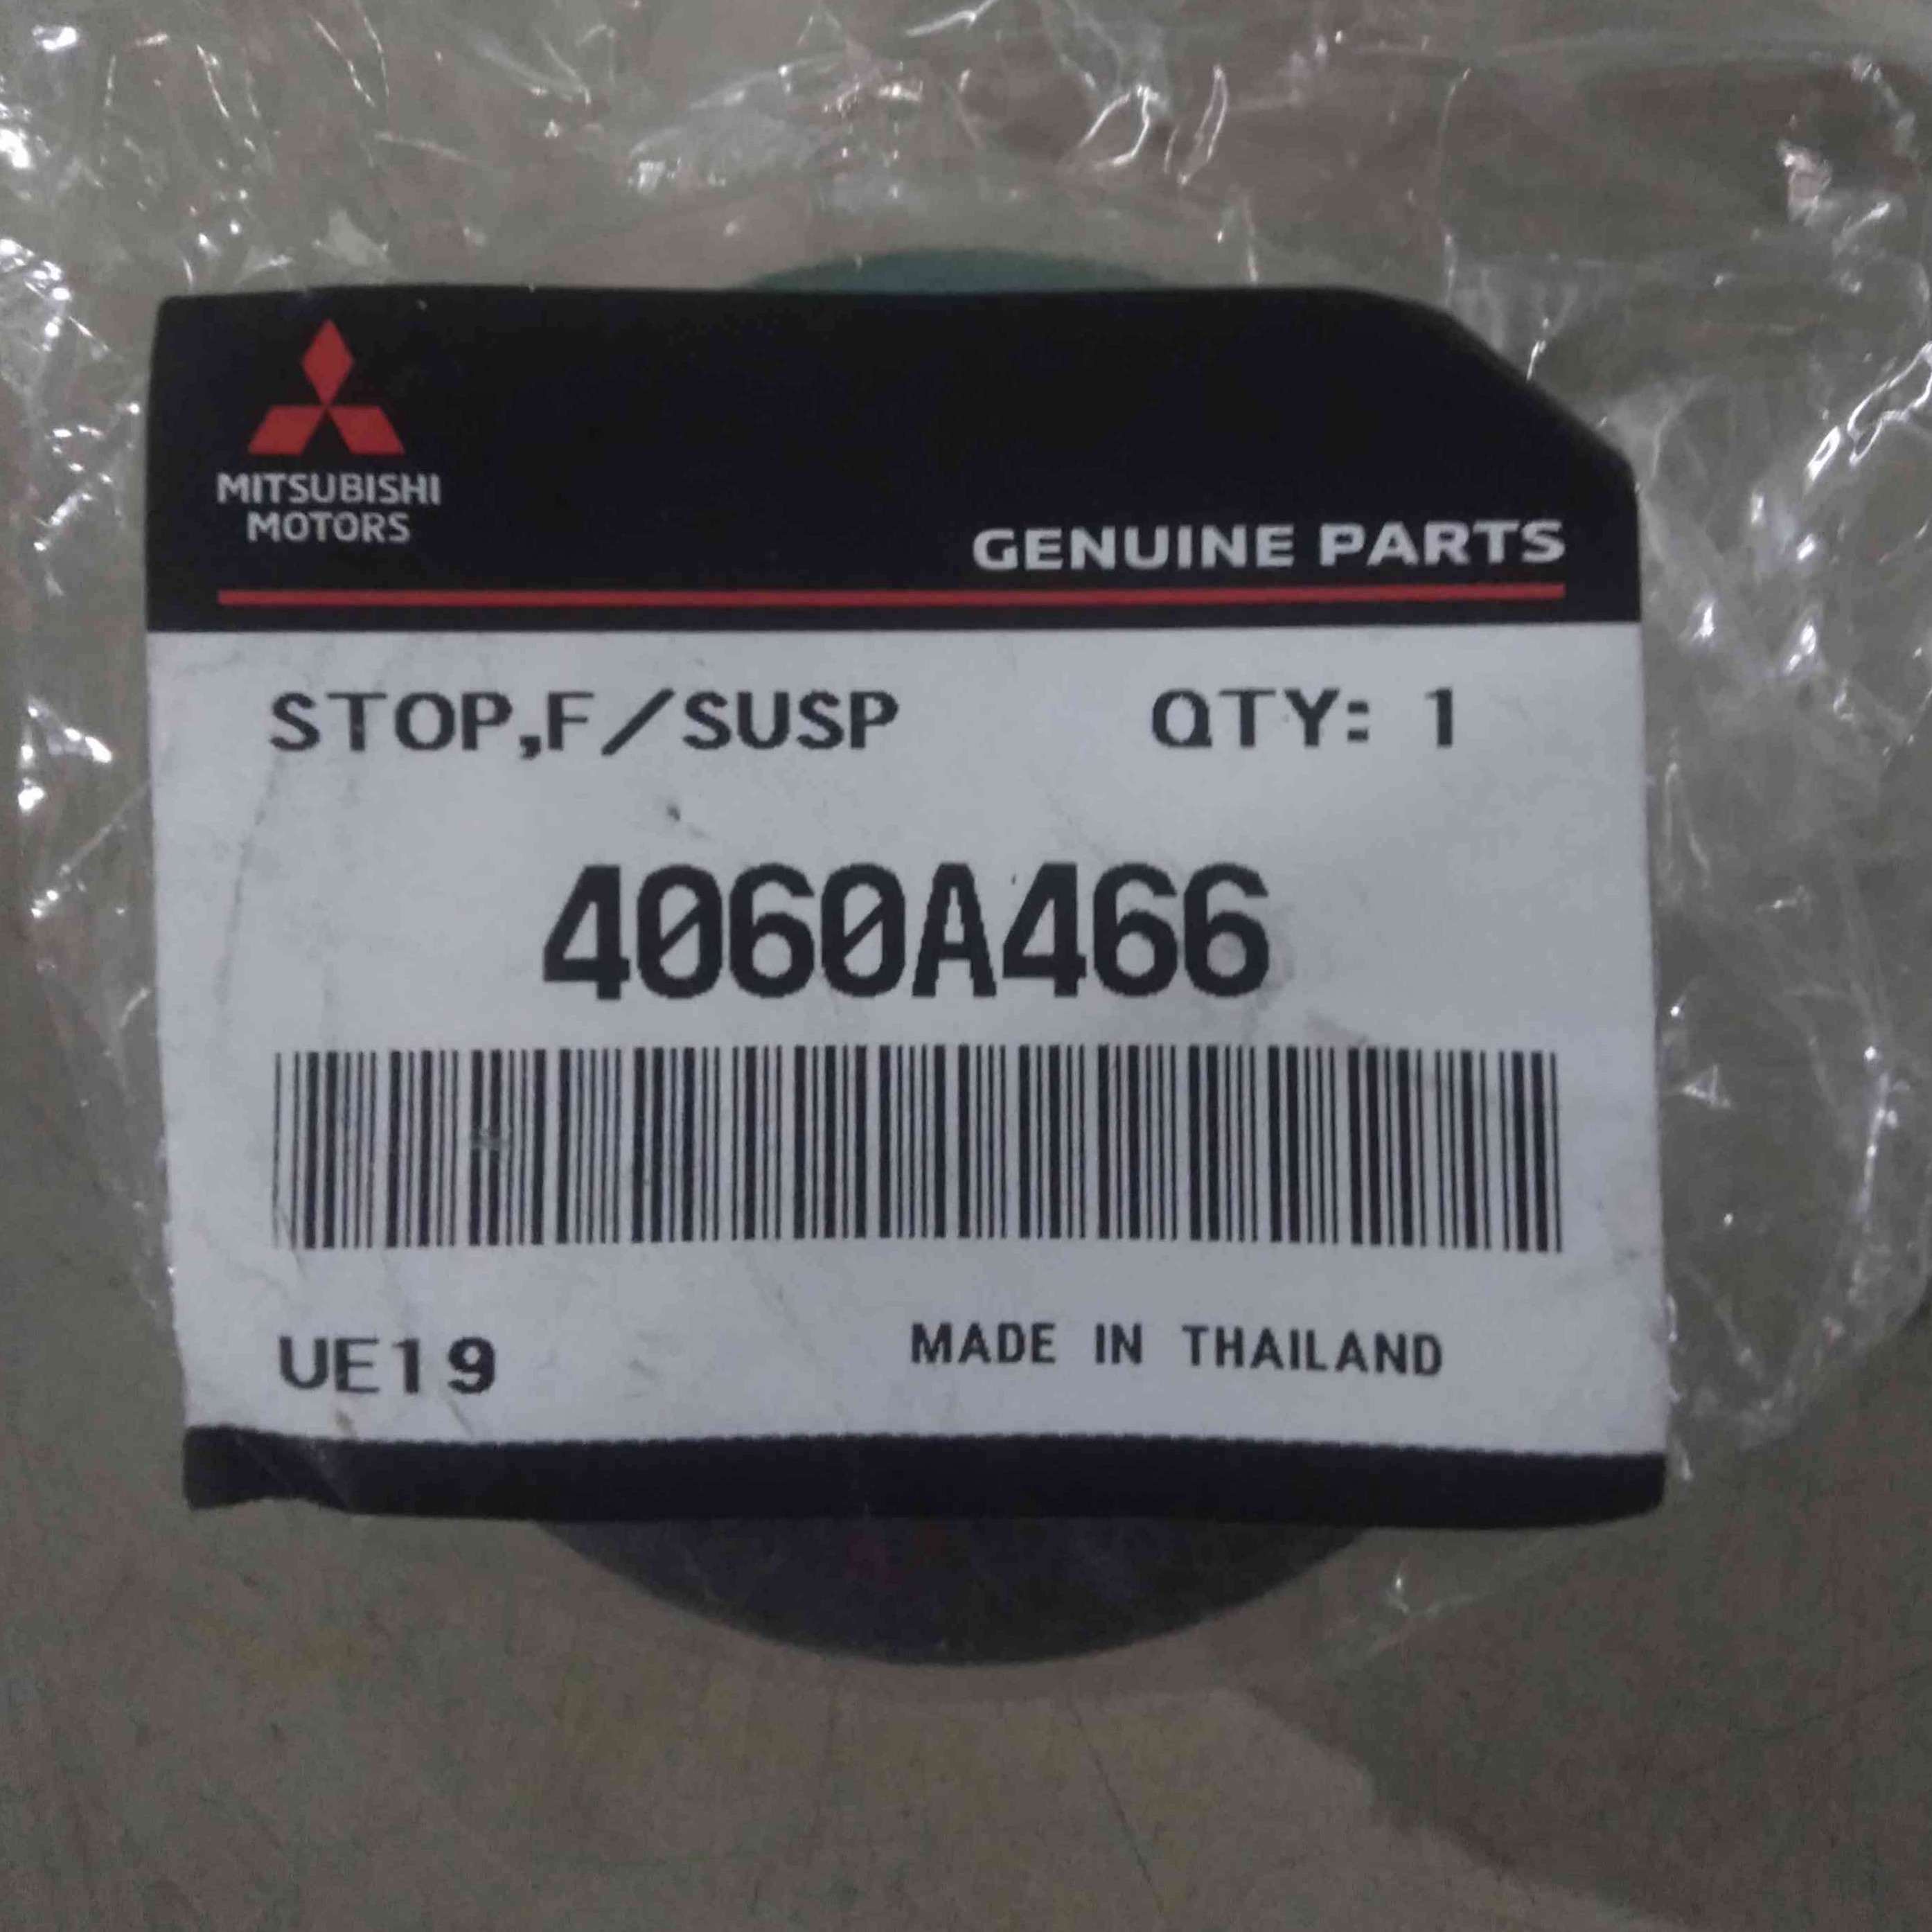 MITSUBISHI
MOTORS
GENUINE PARTS
STOP,F/SUSP QTY: 1
4060A466
UE19 MADE IN THAILAND